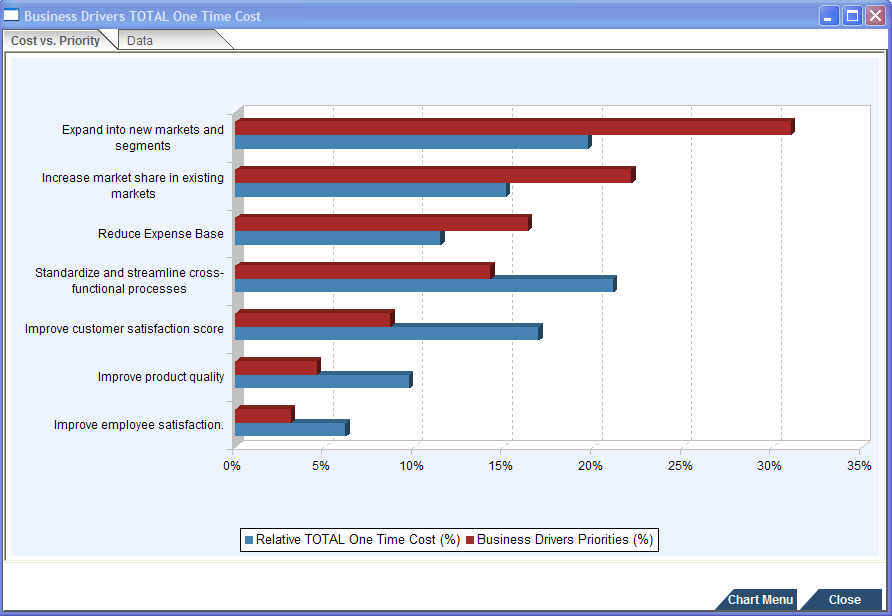 Business Drivers TOTAL One Time Cost
Cost vs. Priority
Data
Expand into new markets and
segments
Increase market share in existing
markets
Reduce Expense Base
Standardize and streamline cross-
functional processes
Improve customer satisfaction score
Improve product quality
Improve employee satisfaction.
0% 5% 10% 15% 20% 25% 30% 35%
Relative TOTAL One Time Cost (%) Business Drivers Priorities (%)
Chart Menu
Close